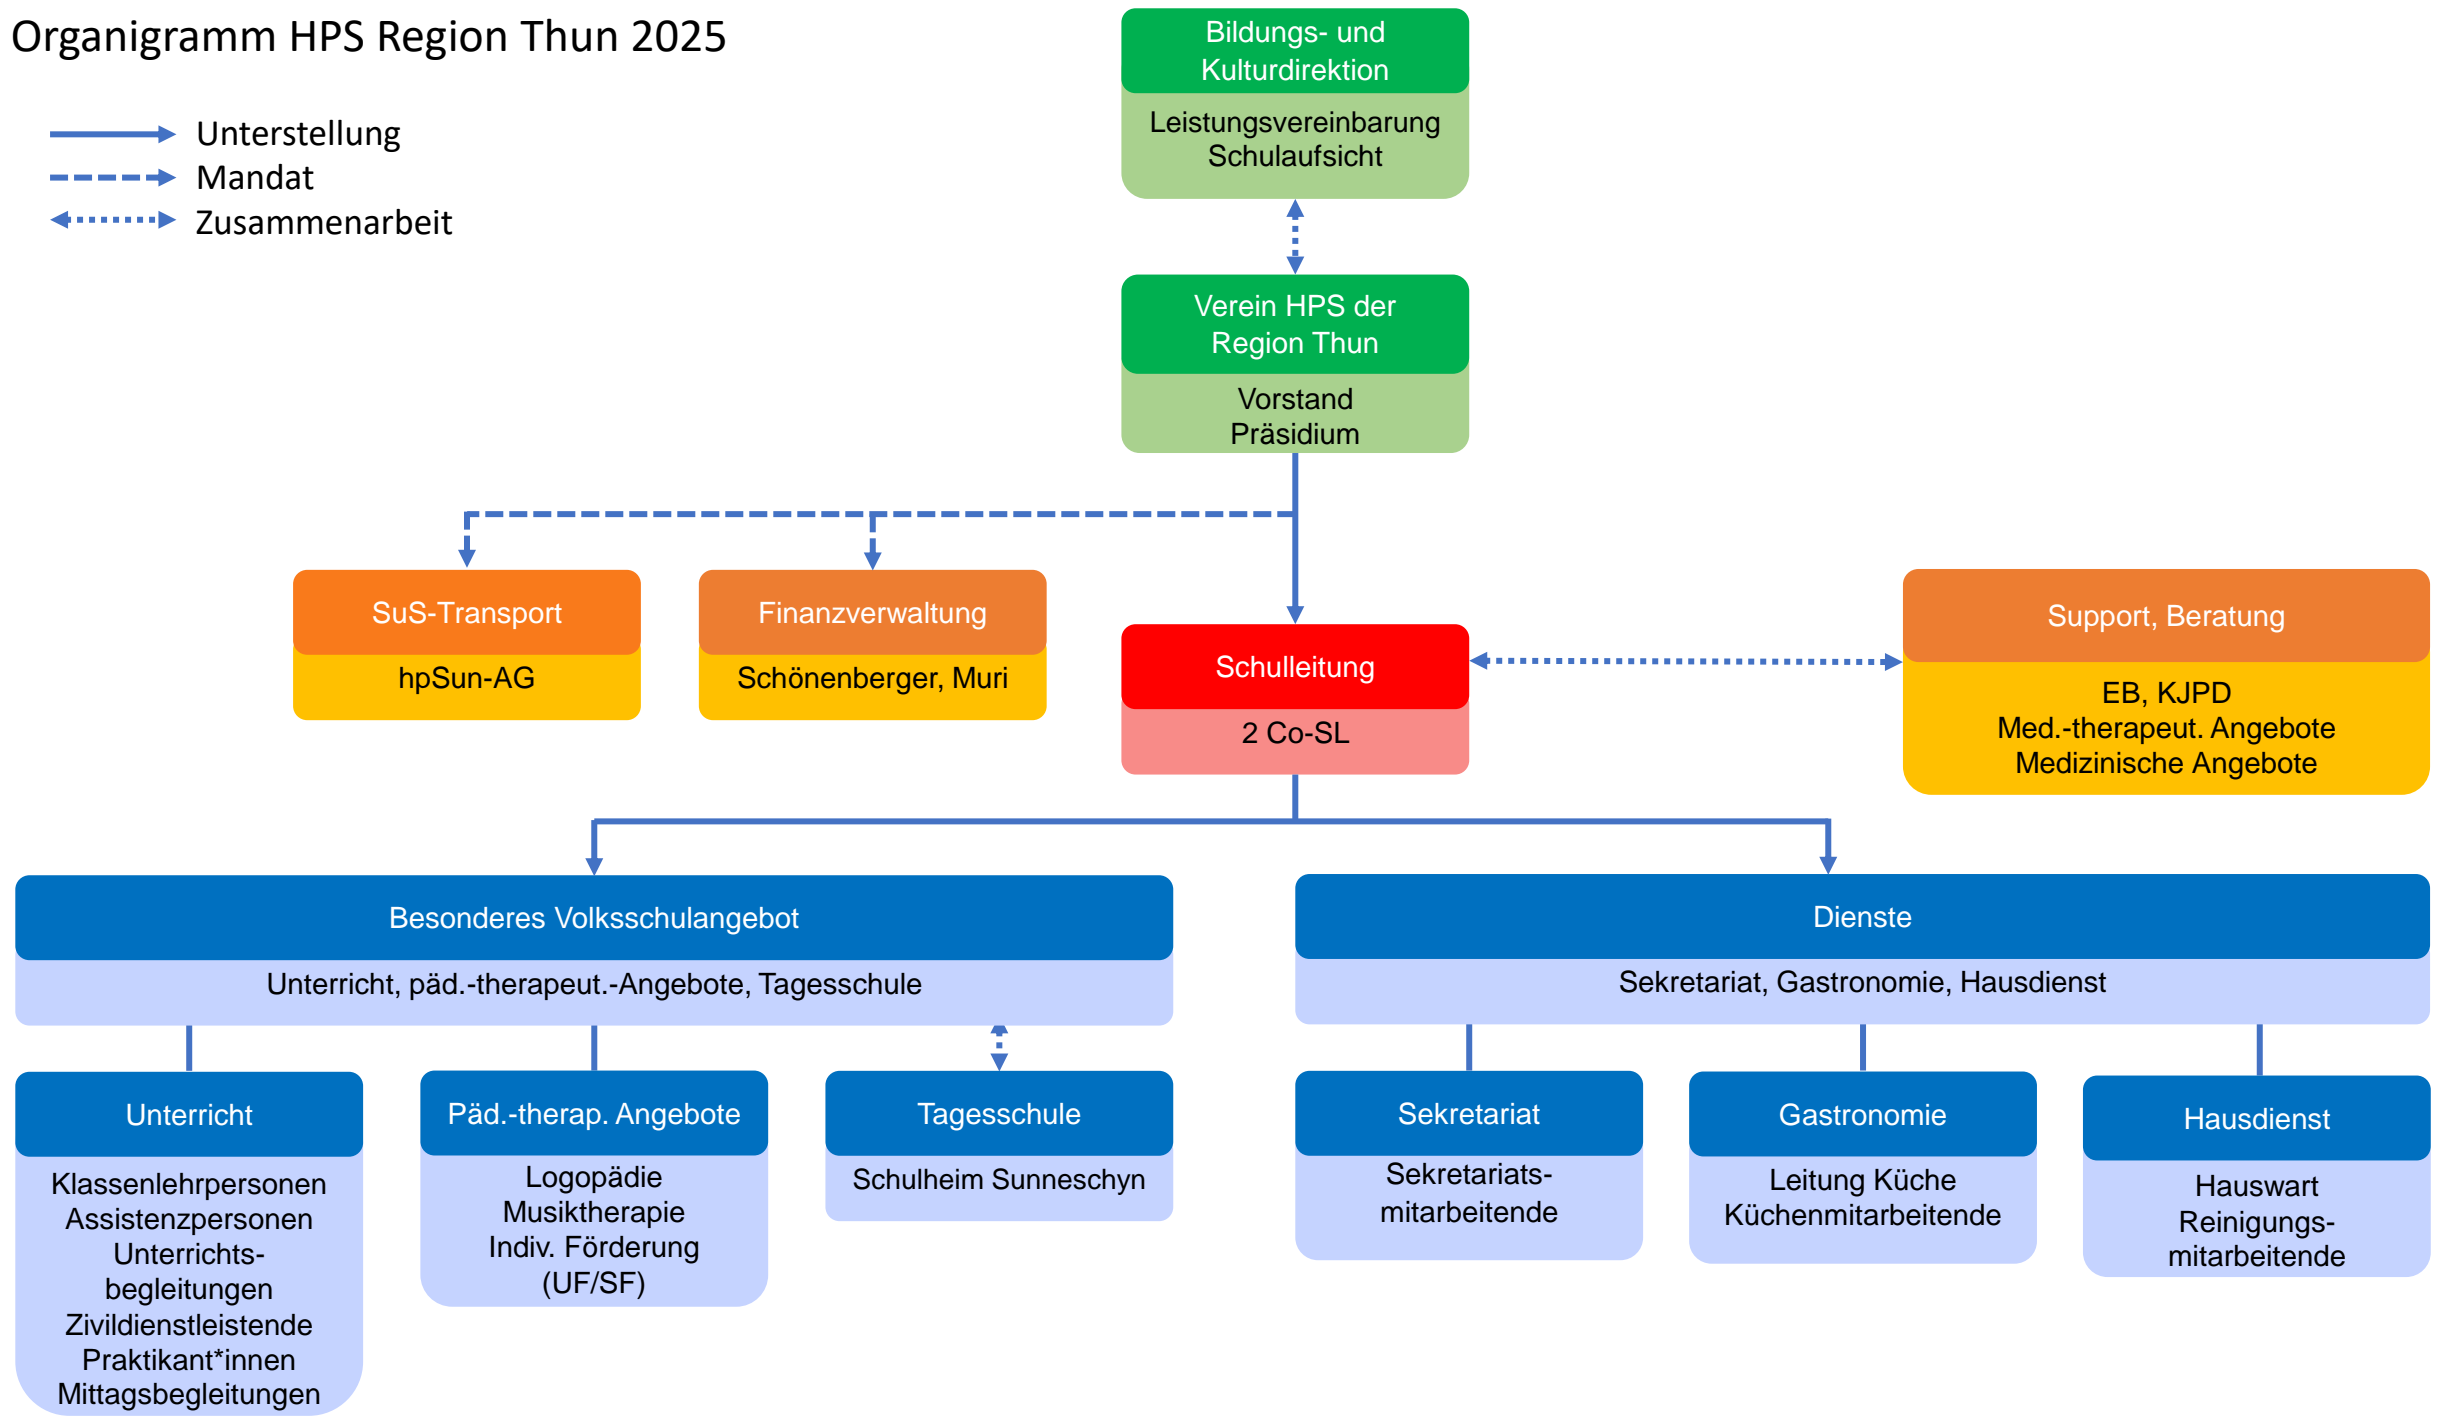 Organigramm HPS Region Thun 2025
Unterstellung
Mandat
Zusammenarbeit
Bildungs- und
Kulturdirektion
Leistungsvereinbarung
Schulaufsicht
Verein HPS der
Region Thun
Vorstand
Präsidium
SuS-Transport
hpSun-AG
Finanzverwaltung
Schönenberger, Muri
Schulleitung
2 Co-SL
Support, Beratung
EB, KJPD
Med.-therapeut. Angebote
Medizinische Angebote
Besonderes Volksschulangebot
Unterricht, päd.-therapeut.-Angebote, Tagesschule
Dienste
Sekretariat, Gastronomie, Hausdienst
Unterricht
Klassenlehrpersonen
Assistenzpersonen
Unterrichts-
begleitungen
Zivildienstleistende
Praktikant*innen
Mittagsbegleitungen
Päd.-therap. Angebote
Logopädie
Musiktherapie
Indiv. Förderung
(UF/SF)
Tagesschule
Schulheim Sunneschyn
Sekretariat
Sekretariats-
mitarbeitende
Gastronomie
Leitung Küche
Küchenmitarbeitende
Hausdienst
Hauswart
Reinigungs-
mitarbeitende